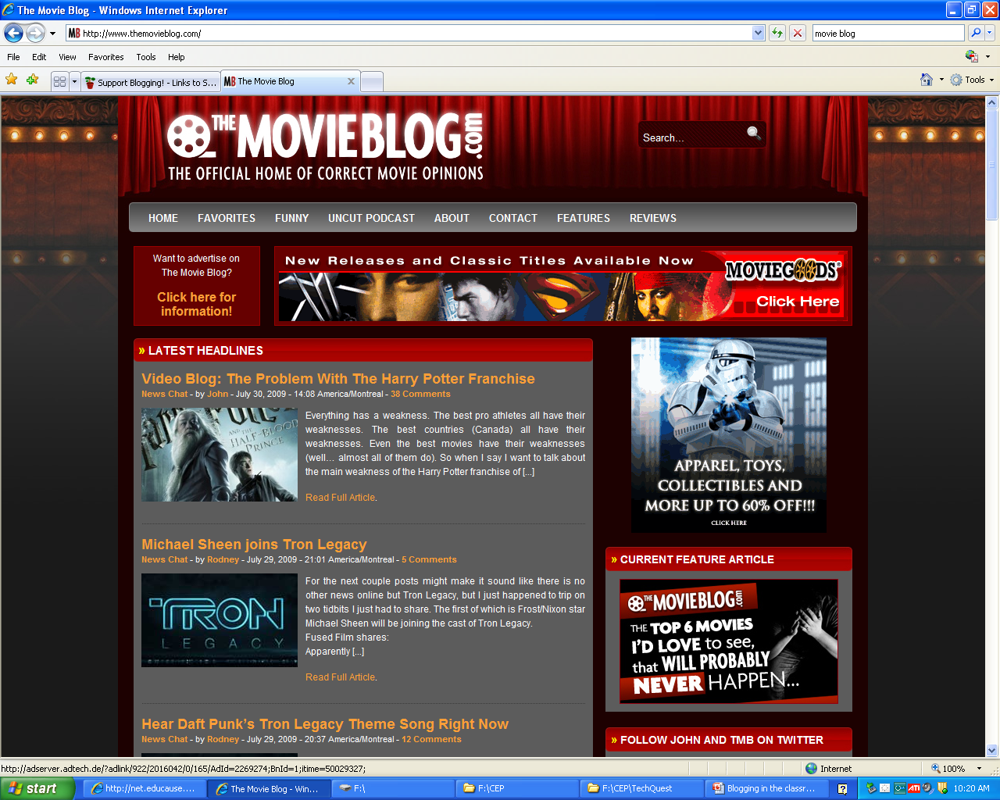 The Movie Blog - Windows Internet Explorer
MB http://www.themovieblog.com/
movie blog
File Edit View Favorites Tools Help
Support Blogging! - Links to S...
MB The Movie Blog
Tools
THE MOVIEBLOG.com
THE OFFICIAL HOME OF CORRECT MOVIE OPINIONS
Search...
HOME FAVORITES FUNNY UNCUT PODCAST ABOUT CONTACT FEATURES REVIEWS
Want to advertise on
The Movie Blog?
Click here for
information!
New Releases and Classic Titles Available Now
MOVIEGOODS®
Click Here
» LATEST HEADLINES
Video Blog: The Problem With The Harry Potter Franchise
News Chat - by John - July 30, 2009 - 14:08 America/Montreal - 38 Comments
AND THE
HALF-BLOOD
PRINCE
Everything has a weakness. The best pro athletes all have their
weaknesses. The best countries (Canada) all have their
weaknesses. Even the best movies have their weaknesses
(well... almost all of them do). So when I say I want to talk about
the main weakness of the Harry Potter franchise of [...]
Read Full Article.
Michael Sheen joins Tron Legacy
News Chat - by Rodney - July 29, 2009 - 21:01 America/Montreal - 5 Comments
TRON
LEGACY
For the next couple posts might make it sound like there is no
other news online but Tron Legacy, but I just happened to trip on
two tidbits I just had to share. The first of which is Frost/Nixon star
Michael Sheen will be joining the cast of Tron Legacy.
Fused Film shares:
Apparently [...]
Read Full Article.
Hear Daft Punk's Tron Legacy Theme Song Right Now
News Chat - by Rodney - July 29, 2009 - 20:37 America/Montreal - 12 Comments
APPAREL, TOYS,
COLLECTIBLES AND
MORE UP TO 60% OFF!!!
CLICK HERE
» CURRENT FEATURE ARTICLE
THE MOVIEBLOG.com
THE TOP 6 MOVIES
I'D LOVE to see,
that WILL PROBABLY
NEVER HAPPEN...
» FOLLOW JOHN AND TMB ON TWITTER
http://adserver.adtech.de/?adlink/922/2016042/0/165/AdId=2269274;BnId=1;itime=50029327;
Internet
100%
start
http://net.educause....
The Movie Blog - Win...
F:\
F:\CEP
F:\CEP\TechQuest
Blogging in the classr...
10:20 AM